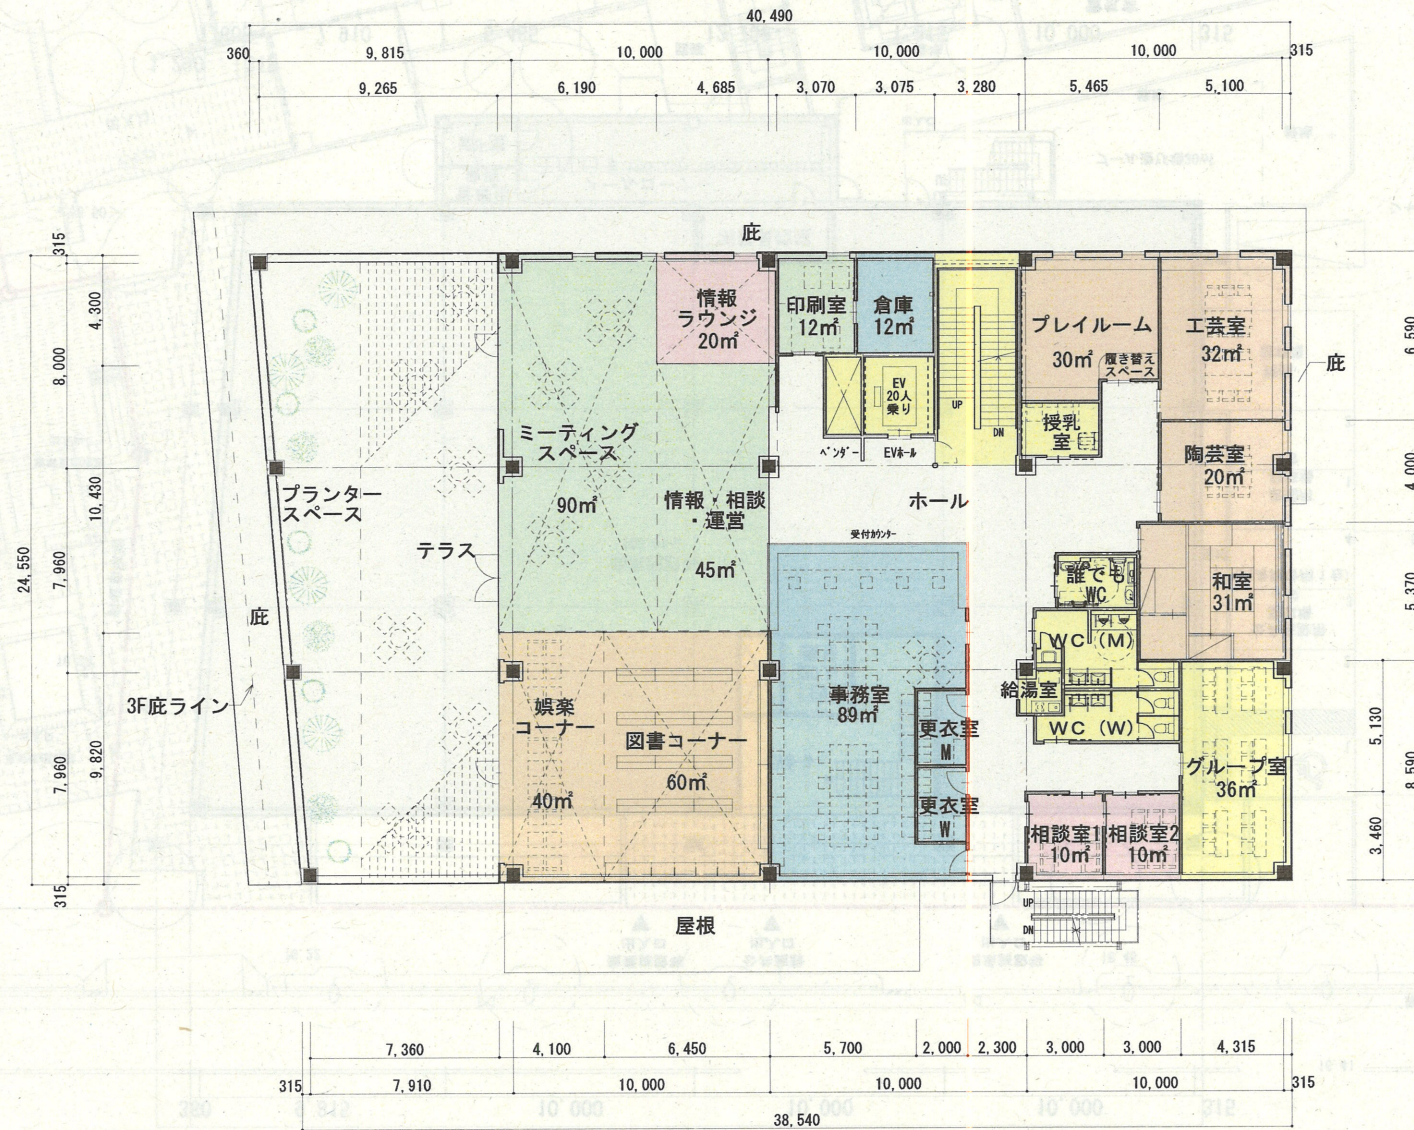 40,490
360
9,815
10,000
10,000
10,000
315
9,265
6,190
4,685
3,070
3,075
3,280
5,465
5,100
庇
315
4,300
8,000
10,430
24,550
7,960
7,960
9,820
315
6,590
4,000
5,370
5,130
8,590
3,460
情報
ラウンジ
20㎡
印刷室
12㎡
倉庫
12㎡
プレイルーム
30㎡
履き替え
スペース
工芸室
32㎡
庇
EV
20人
乗り
UP
DN
授乳
室
ベンダー
EVホール
陶芸室
20㎡
ミーティング
スペース
90㎡
プランター
スペース
情報・相談
・運営
45㎡
ホール
受付カウンター
テラス
誰でも
WC
和室
31㎡
庇
WC（M）
3F庇ライン
娯楽
コーナー
40㎡
図書コーナー
60㎡
事務室
89㎡
更衣室
M
更衣室
W
給湯室
WC（W）
グループ室
36㎡
相談室1
10㎡
相談室2
10㎡
屋根
UP
DN
7,360
4,100
6,450
5,700
2,000
2,300
3,000
3,000
4,315
315
7,910
10,000
10,000
10,000
315
38,540